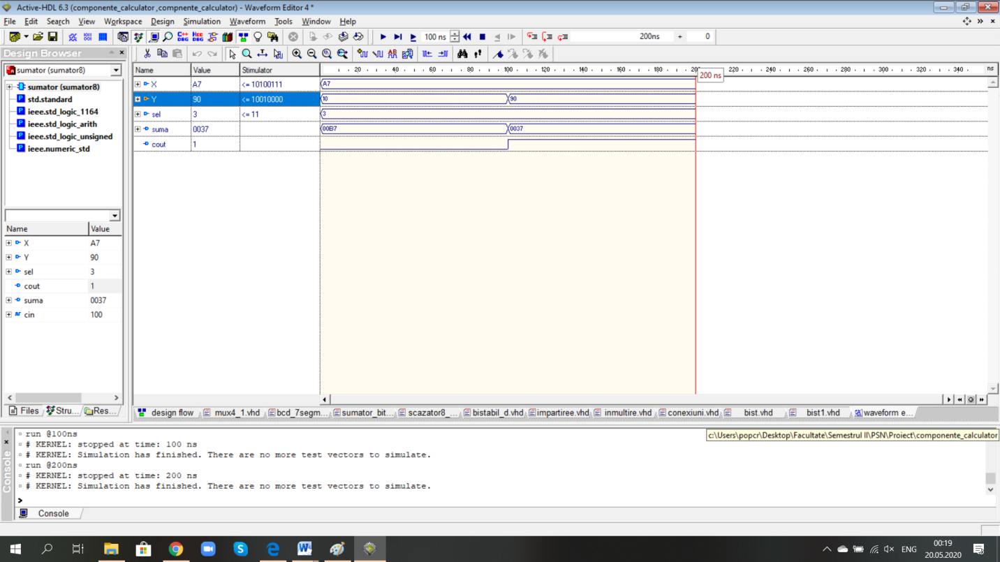 Active-HDL 6.3 (componente_calculator ,compnente_calculator) - Waveform Editor 4 *
File Edit Search View Workspace Design Simulation Waveform Tools Window Help
100 ns 200ns + 0
Design Browser
sumator (sumator8)
sumator (sumator8)
std.standard
ieee.std_logic_1164
ieee.std_logic_arith
ieee.std_logic_unsigned
ieee.numeric_std
Name Value
X A7
Y 90
sel 3
cout 1
suma 0037
cin 100
Files Stru... Res...
Name Value Stimulator
20 40 60 80 100 120 140 160 180 200 220 240 260 280 300 320 340 ns
200 ns
X A7 <= 10100111 A7
Y 90 <= 10010000 10 90
sel 3 <= 11 3
suma 0037 00B7 0037
cout 1
design flow mux4_1.vhd bcd_7segm... sumator_bit... scazator8_... bistabil_d.vhd impartiree.vhd inmultire.vhd conexiuni.vhd bist.vhd bist1.vhd waveform e...
c:\Users\popcr\Desktop\Facultate\Semestrul II\PSN\Proiect\componente_calculator
Console
run @100ns
# KERNEL: stopped at time: 100 ns
# KERNEL: Simulation has finished. There are no more test vectors to simulate.
run @200ns
# KERNEL: stopped at time: 200 ns
# KERNEL: Simulation has finished. There are no more test vectors to simulate.
>
Console
ENG
00:19
20.05.2020